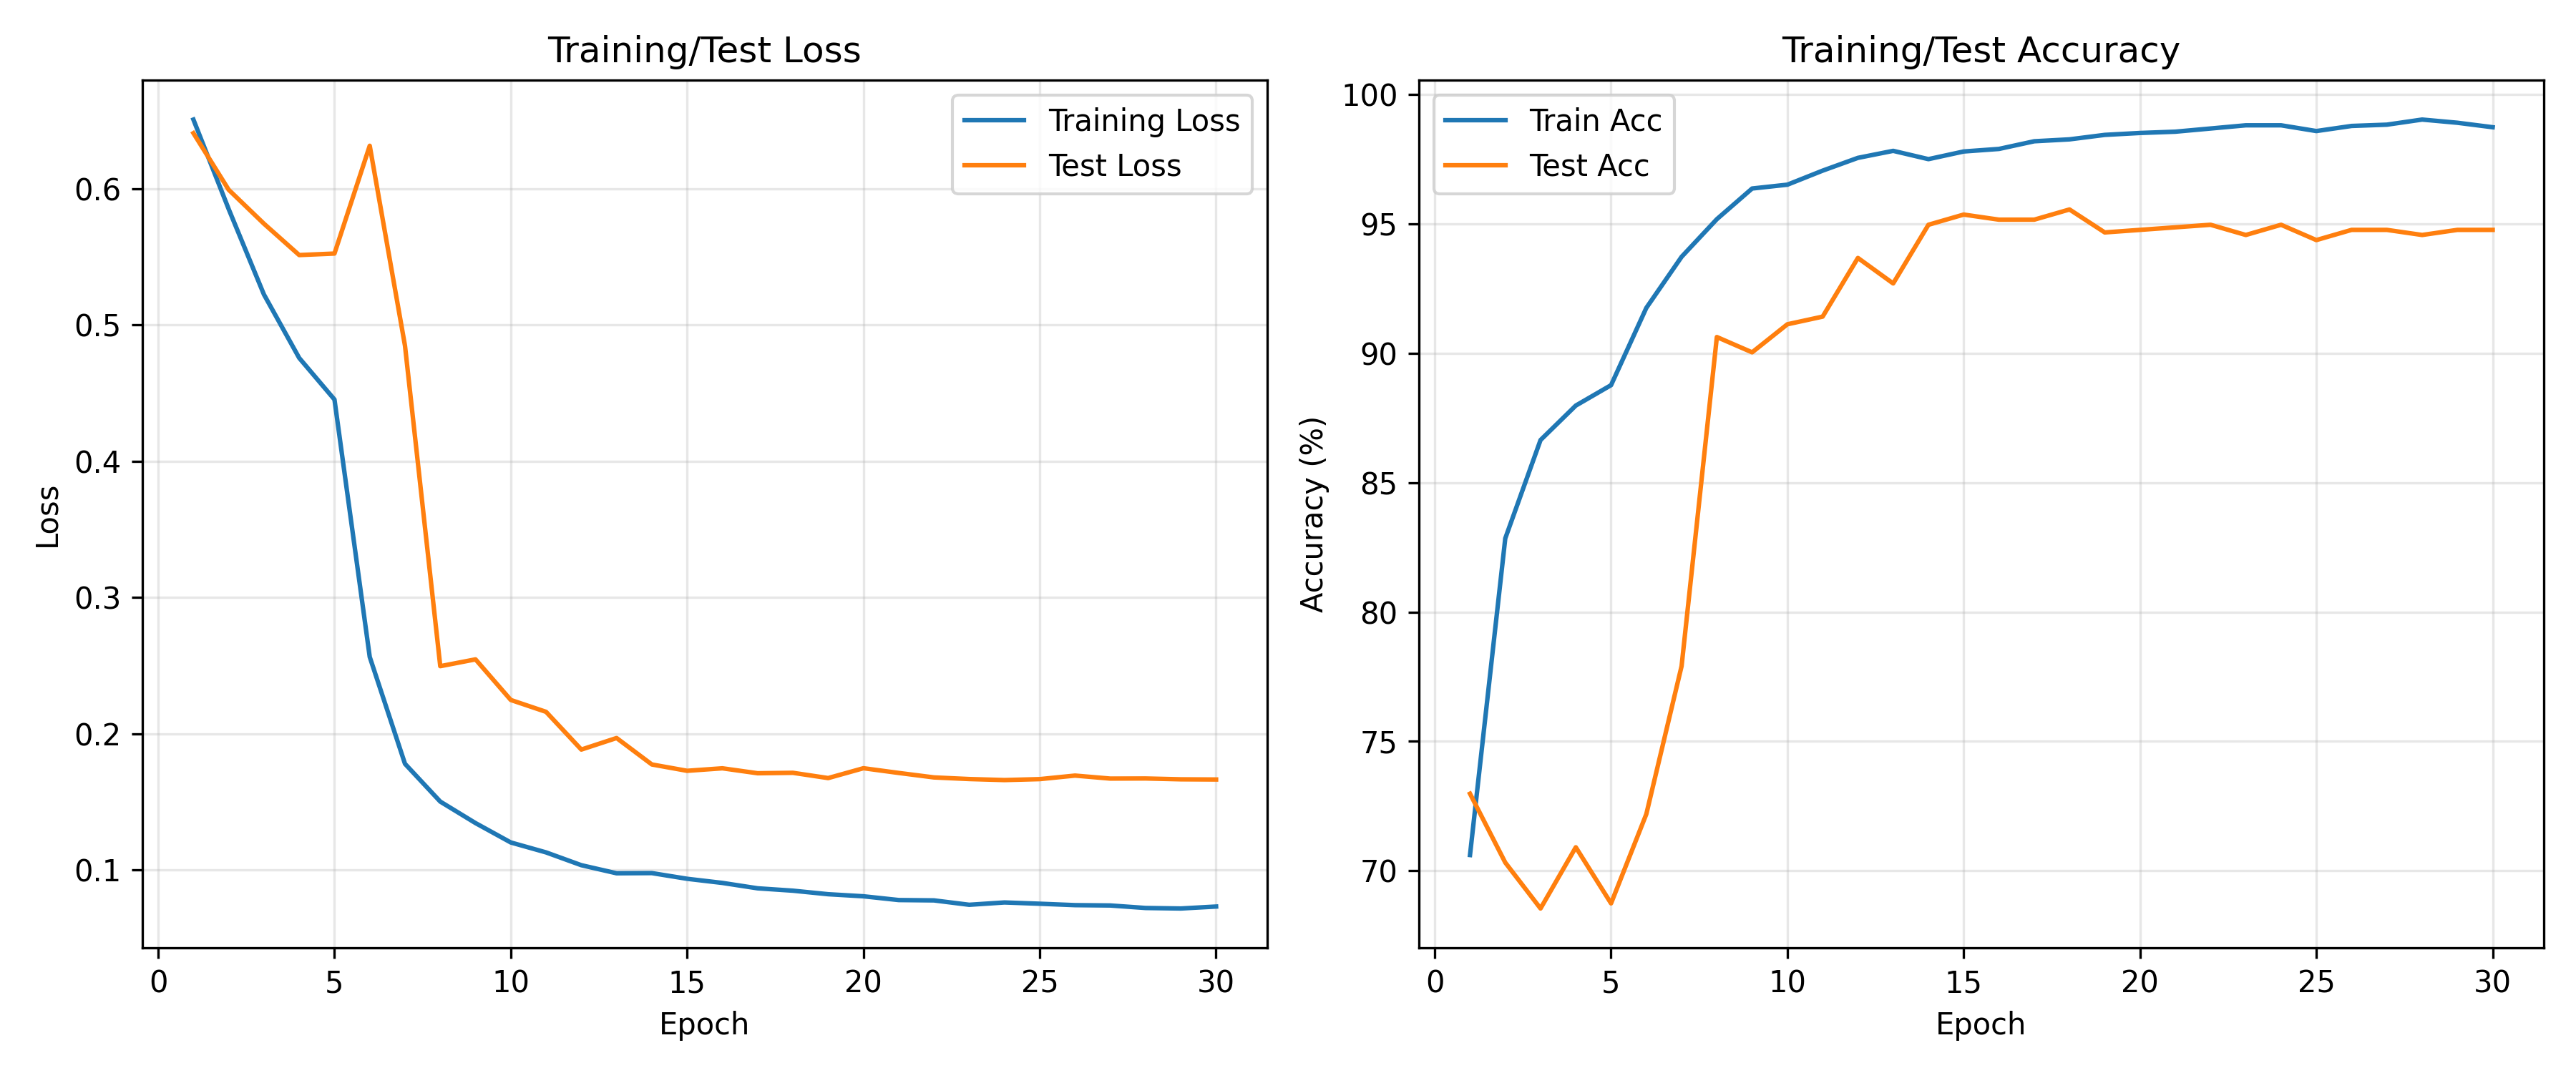 Training/Test Loss
Training Loss
Test Loss
0.6
0.5
0.4
0.3
0.2
0.1
Loss
0 5 10 15 20 25 30
Epoch
Training/Test Accuracy
Train Acc
Test Acc
100
95
90
85
80
75
70
Accuracy (%)
0 5 10 15 20 25 30
Epoch